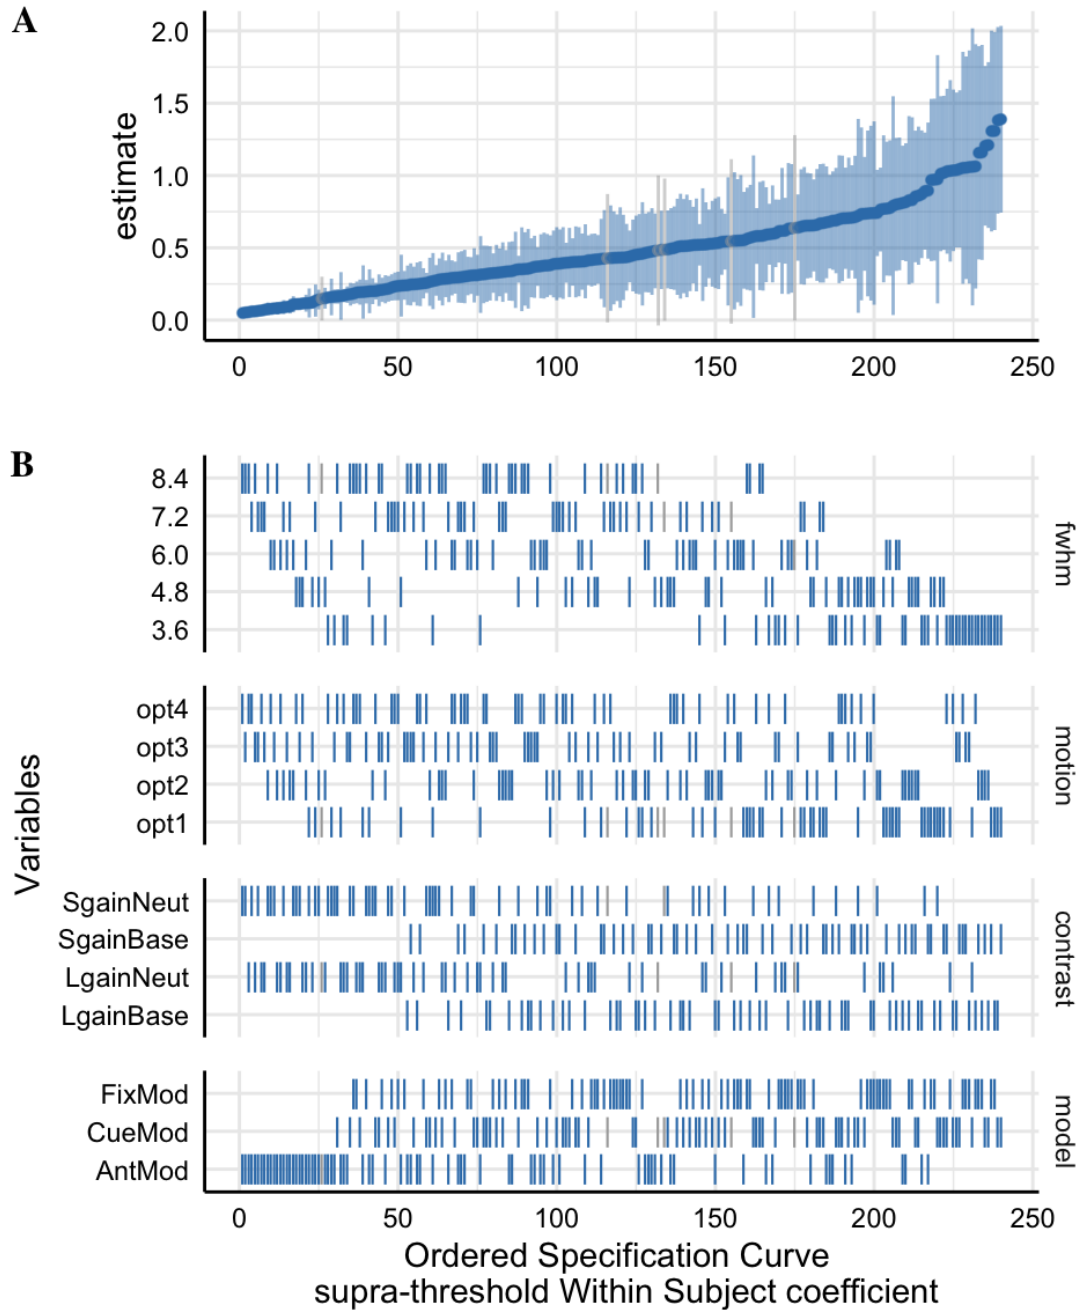 A
2.0
1.5
1.0
0.5
0.0
estimate
0 50 100 150 200 250
B
8.4
7.2
6.0
4.8
3.6
fwhm
opt4
opt3
opt2
opt1
motion
Variables
SgainNeut
SgainBase
LgainNeut
LgainBase
contrast
FixMod
CueMod
AntMod
model
0 50 100 150 200 250
Ordered Specification Curve
supra-threshold Within Subject coefficient